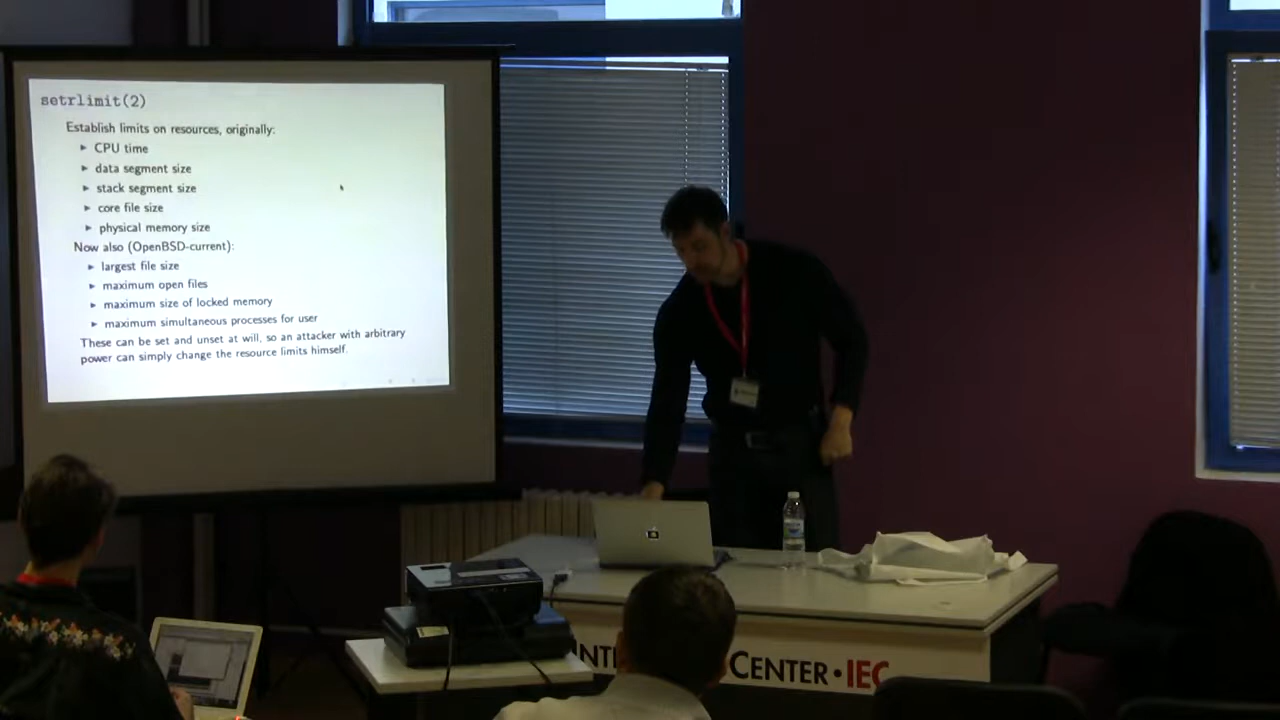 setrlimit(2)
Establish limits on resources, originally:
▶ CPU time
▶ data segment size
▶ stack segment size
▶ core file size
▶ physical memory size
Now also (OpenBSD-current):
▶ largest file size
▶ maximum open files
▶ maximum size of locked memory
▶ maximum simultaneous processes for user
These can be set and unset at will, so an attacker with arbitrary
power can simply change the resource limits himself.
CENTER • IEC